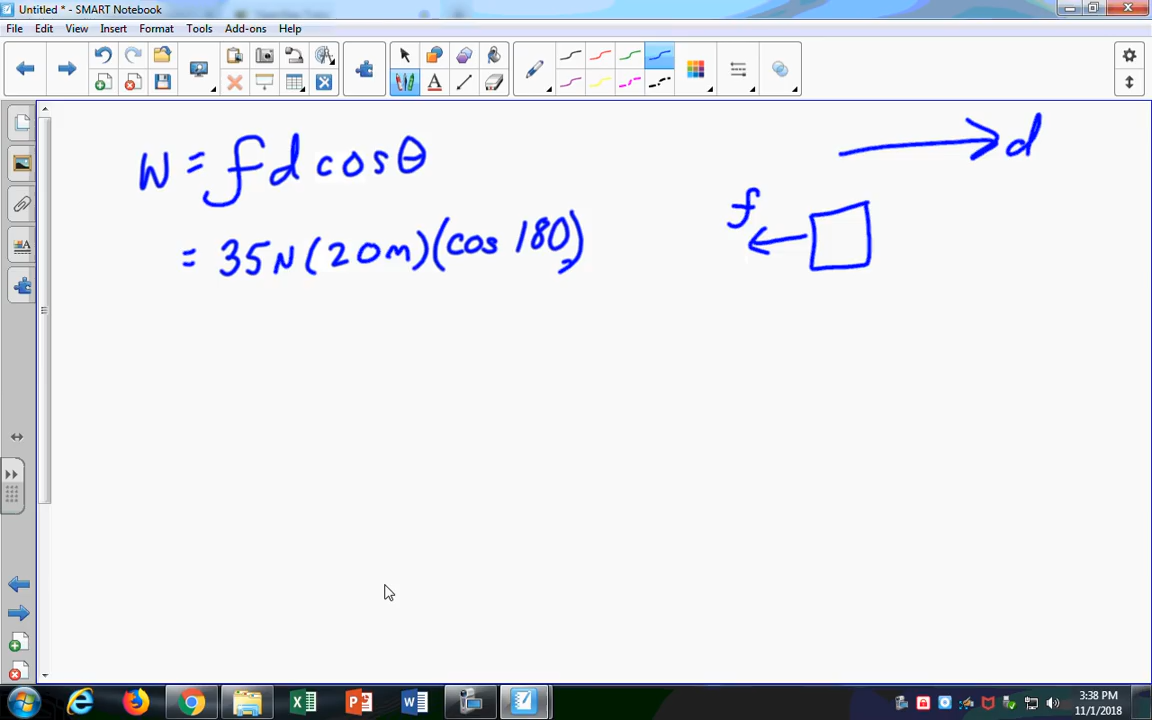 Untitled * - SMART Notebook
File Edit View Insert Format Tools Add-ons Help
W = f d cos θ
= 35N (20m)(cos 180)
d
f
3:38 PM
11/1/2018